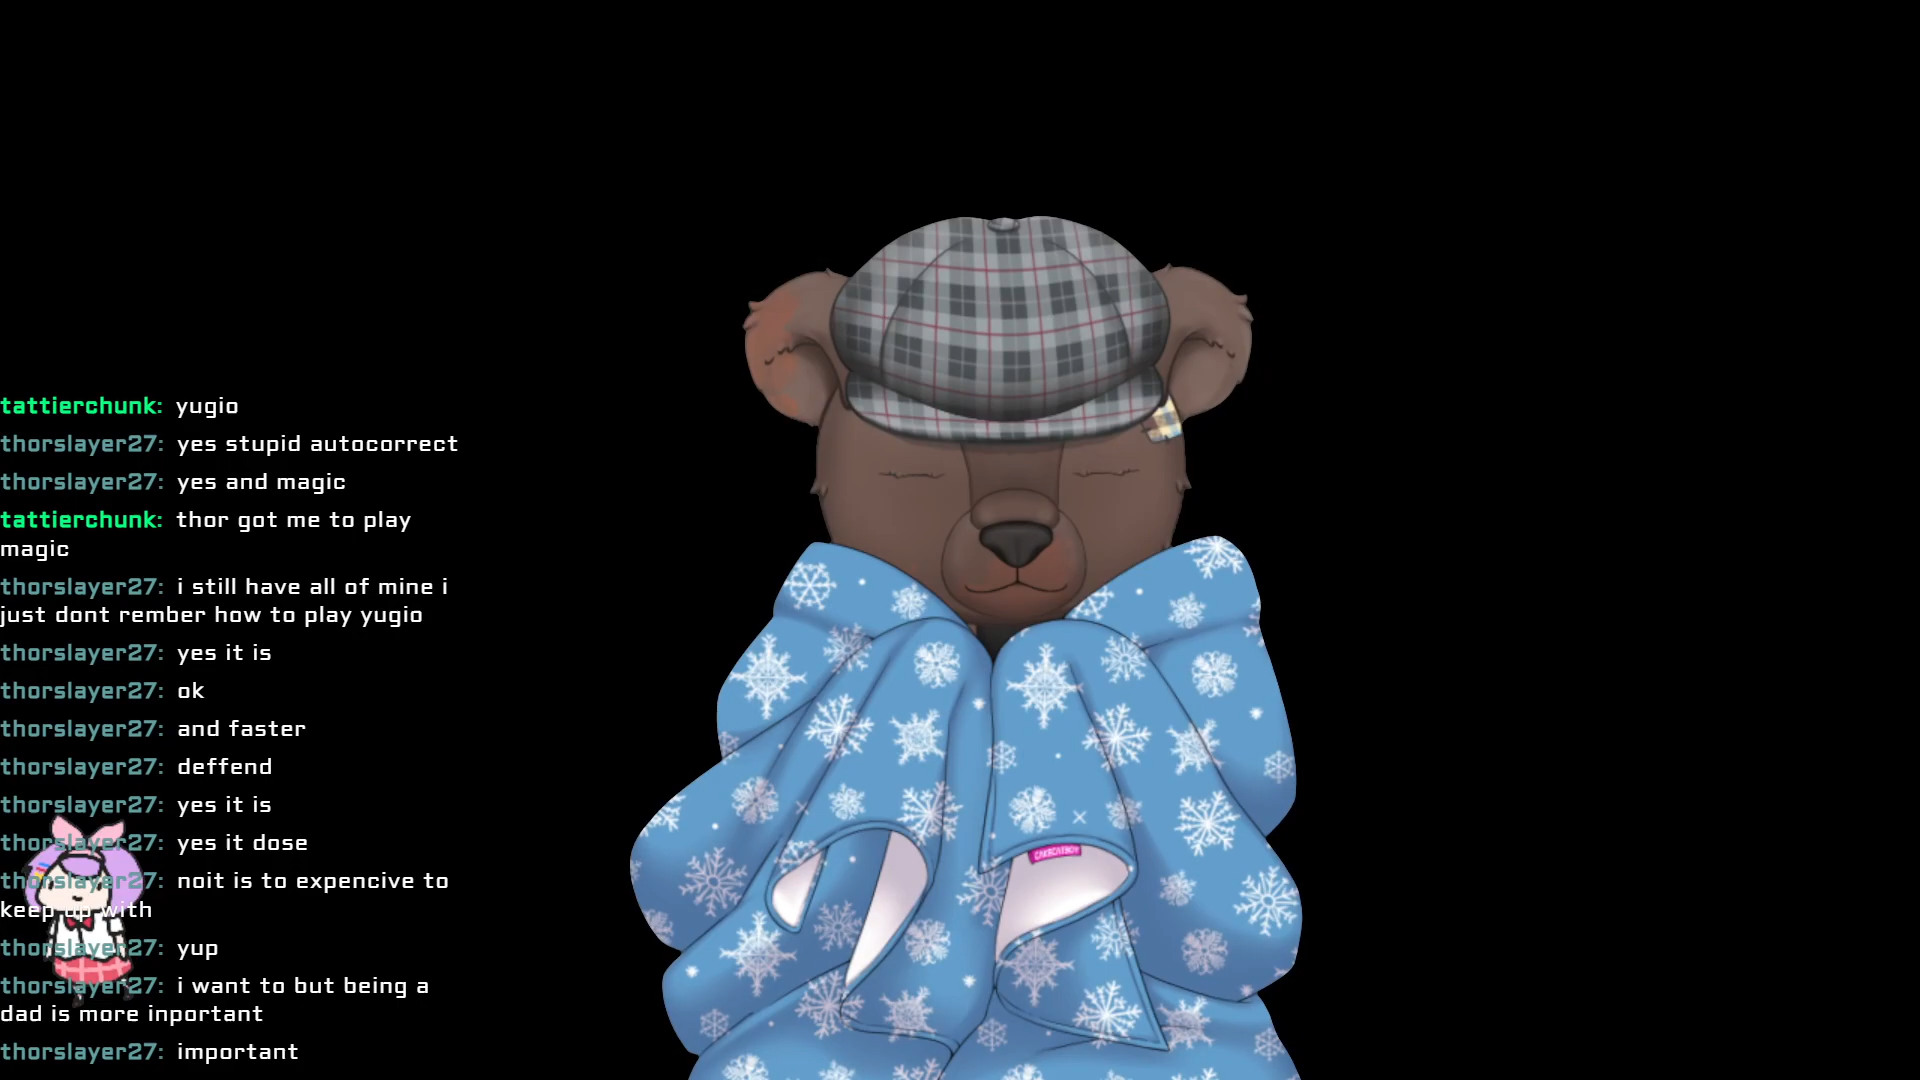 tattierchunk: yugio
thorslayer27: yes stupid autocorrect
thorslayer27: yes and magic
tattierchunk: thor got me to play
magic
thorslayer27: i still have all of mine i
just dont rember how to play yugio
thorslayer27: yes it is
thorslayer27: ok
thorslayer27: and faster
thorslayer27: deffend
thorslayer27: yes it is
thorslayer27: yes it dose
thorslayer27: noit is to expencive to
keep up with
thorslayer27: yup
thorslayer27: i want to but being a
dad is more inportant
thorslayer27: important